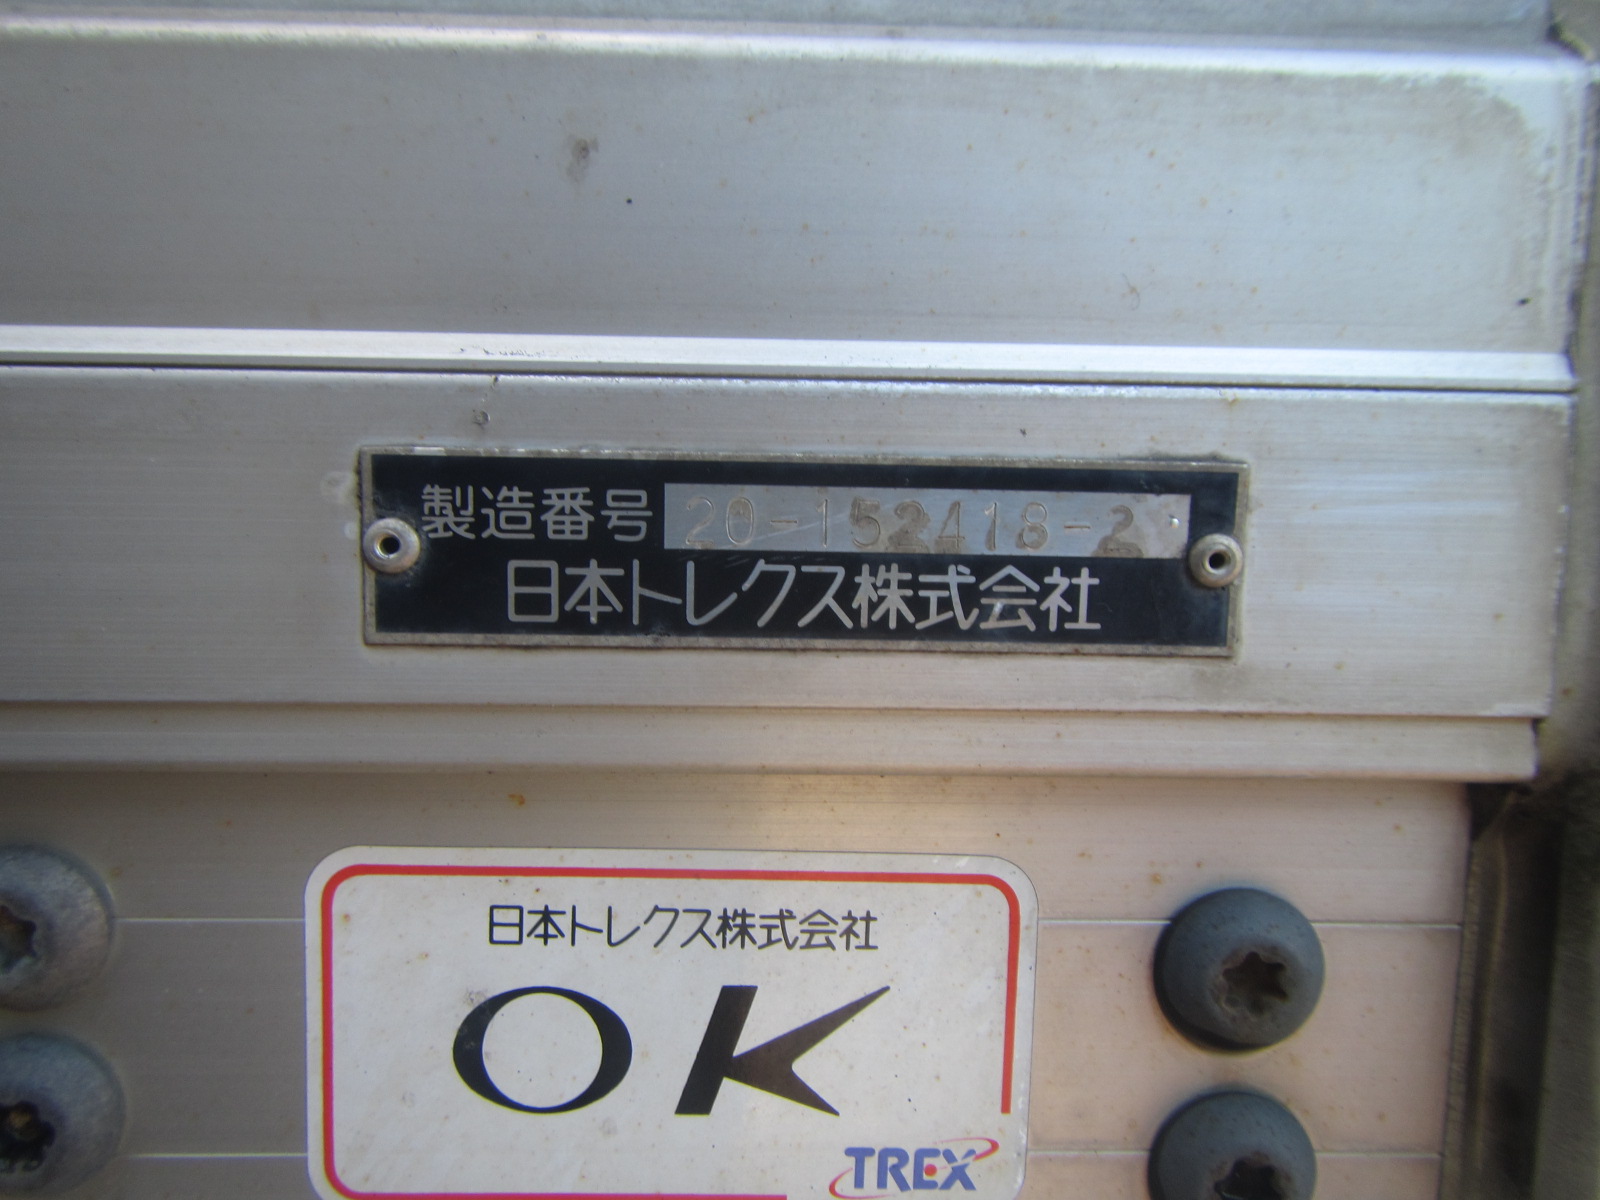 製造番号 20-152418-2
日本トレクス株式会社
日本トレクス株式会社
OK
TREX